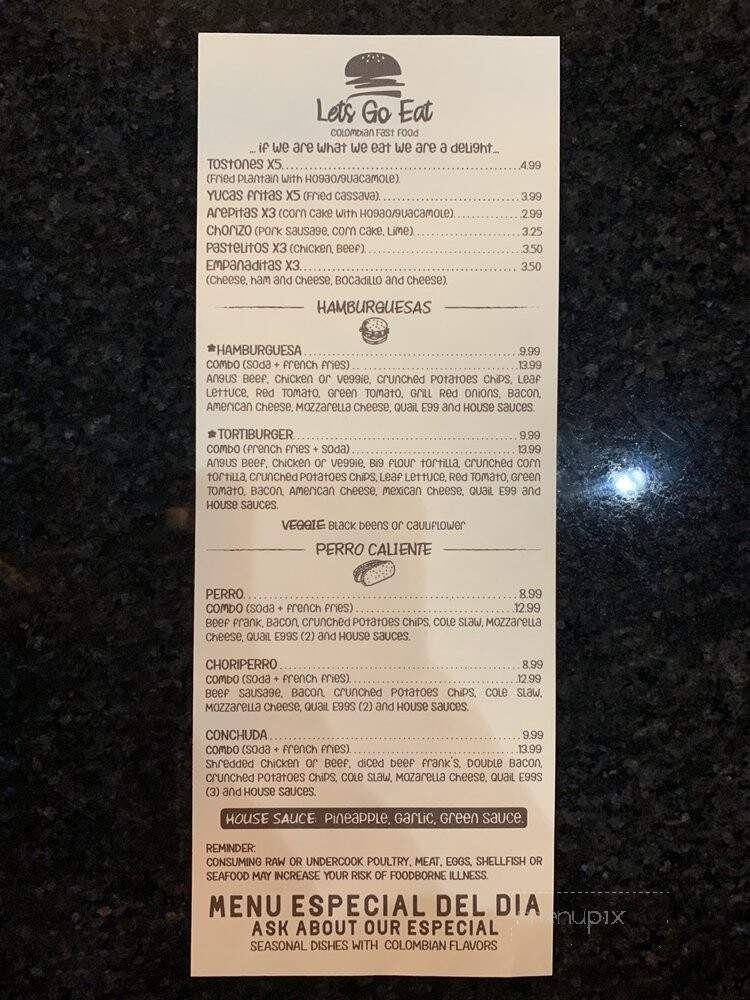 Let's Go Eat
Colombian Fast Food
... if we are what we eat we are a delight...
Tostones X5 4.99
(Fried Plantain with Hogao/guacamole).
Yucas Fritas X5 (Fried Cassava) 3.99
Arepitas X3 (Corn Cake with Hogao/guacamole) 2.99
Chorizo (Pork Sausage, Corn Cake, Lime) 3.25
Pastelitos X3 (Chicken, Beef) 3.50
Empanaditas X3 3.50
(Cheese, Ham and Cheese, Bocadillo and Cheese).
HAMBURGUESAS
*HAMBURGUESA 9.99
Combo (Soda + French Fries) 13.99
Angus Beef, Chicken or Veggie, Crunched Potatoes Chips, Leaf
Lettuce, Red Tomato, Green Tomato, Grill Red Onions, Bacon,
American Cheese, Mozzarella Cheese, Quail Egg and House Sauces.
*TORTIBURGER 9.99
Combo (French Fries + Soda) 13.99
Angus Beef, Chicken or Veggie, Big Flour Tortilla, Crunched Corn
Tortilla, Crunched Potatoes Chips, Leaf Lettuce, Red Tomato, Green
Tomato, Bacon, American Cheese, Mexican Cheese, Quail Egg and
House Sauces.
VEGGIE Black Beens or Cauliflower
PERRO CALIENTE
PERRO 8.99
Combo (Soda + French Fries) 12.99
Beef Frank, Bacon, Crunched Potatoes Chips, Cole Slaw, Mozzarella
Cheese, Quail Eggs (2) and House Sauces.
CHORIPERRO 8.99
Combo (Soda + French Fries) 12.99
Beef Sausage, Bacon, Crunched Potatoes Chips, Cole Slaw,
Mozzarella Cheese, Quail Eggs (2) and House Sauces.
CONCHUDA 9.99
Combo (Soda + French Fries) 13.99
Shredded Chicken or Beef, Diced Beef Frank's, Double Bacon,
Crunched Potatoes Chips, Cole Slaw, Mozarella Cheese, Quail Eggs
(3) and House Sauces.
HOUSE SAUCE: Pineapple, Garlic, Green Sauce.
REMINDER:
CONSUMING RAW OR UNDERCOOK POULTRY, MEAT, EGGS, SHELLFISH OR
SEAFOOD MAY INCREASE YOUR RISK OF FOODBORNE ILLNESS.
MENU ESPECIAL DEL DIA
ASK ABOUT OUR ESPECIAL
SEASONAL DISHES WITH COLOMBIAN FLAVORS
menupix